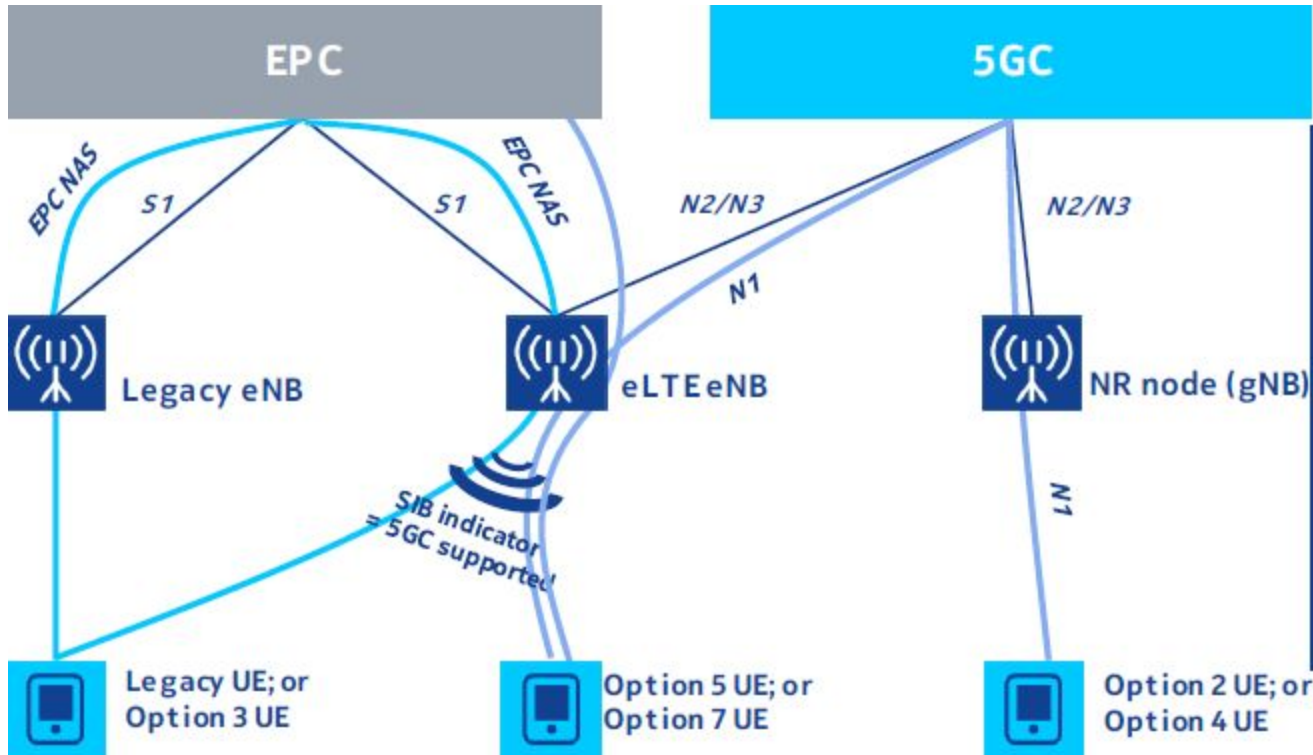 EPC
5GC
EPC NAS
S1
S1
EPC NAS
N2/N3
N2/N3
N1
Legacy eNB
eLTE eNB
NR node (gNB)
SIB indicator
= 5GC supported
N1
Legacy UE; or
Option 3 UE
Option 5 UE; or
Option 7 UE
Option 2 UE; or
Option 4 UE